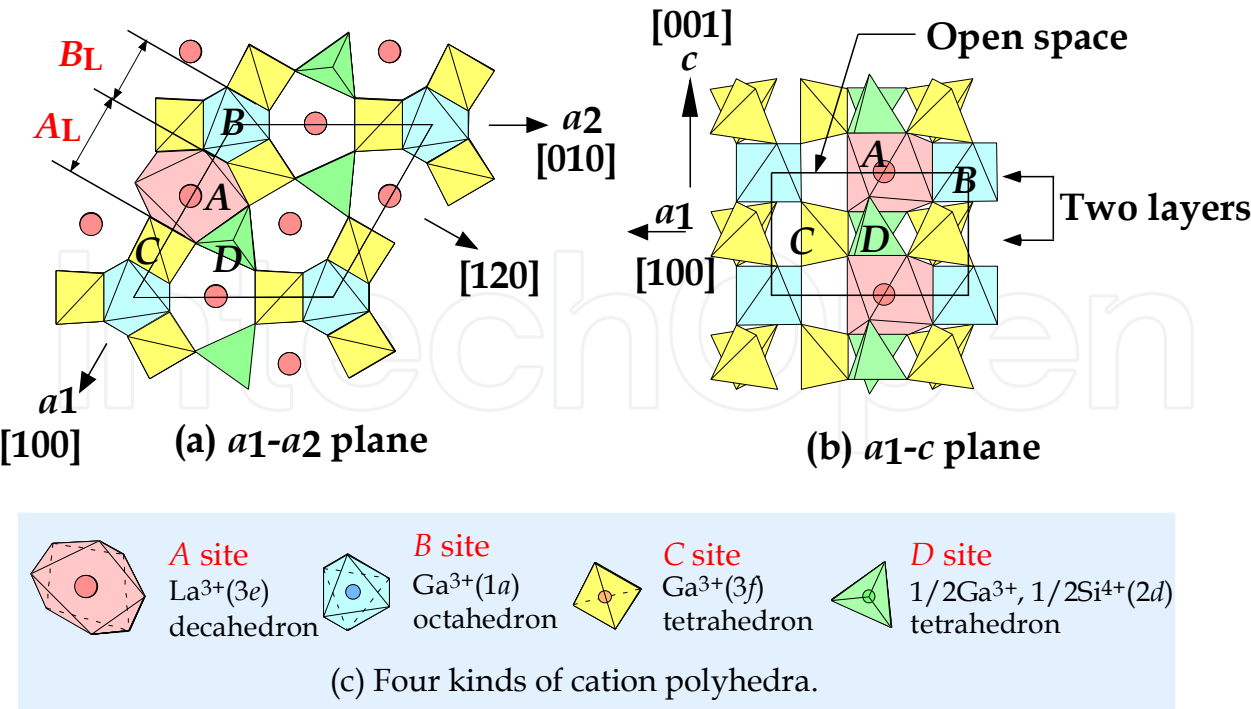 BL
AL
B
A
C
D
a2
[010]
[120]
a1
[100]
(a) a1-a2 plane
[001]
c
Open space
A
B
Two layers
a1
[100]
C
D
(b) a1-c plane
IntechOpen
A site
La³⁺(3e)
decahedron
B site
Ga³⁺(1a)
octahedron
C site
Ga³⁺(3f)
tetrahedron
D site
1/2Ga³⁺, 1/2Si⁴⁺(2d)
tetrahedron
(c) Four kinds of cation polyhedra.